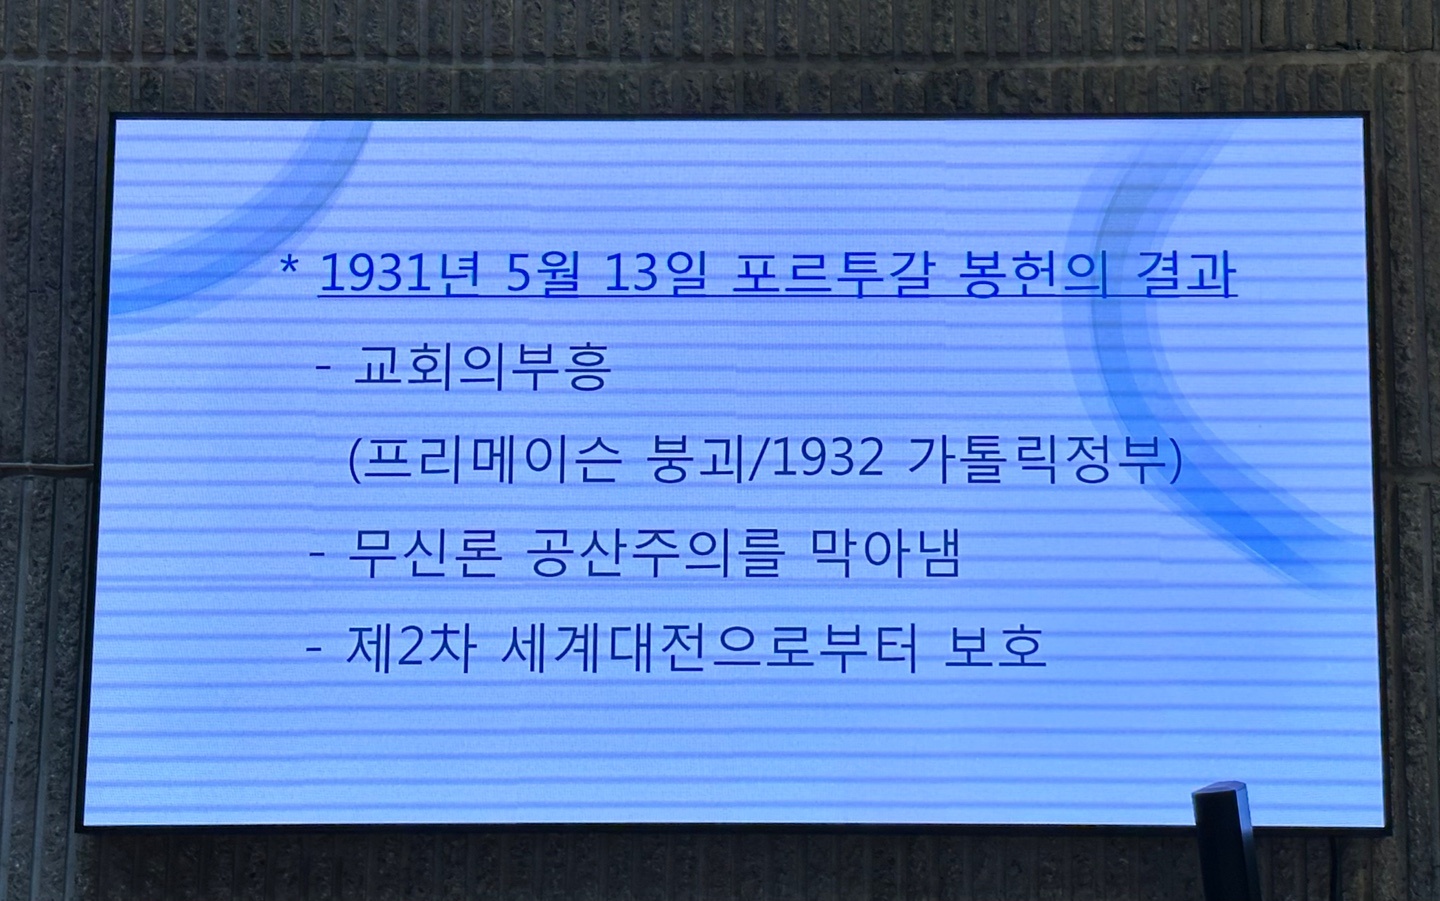 * 1931년 5월 13일 포르투갈 봉헌의 결과
- 교회의부흥
(프리메이슨 붕괴/1932 가톨릭정부)
- 무신론 공산주의를 막아냄
- 제2차 세계대전으로부터 보호